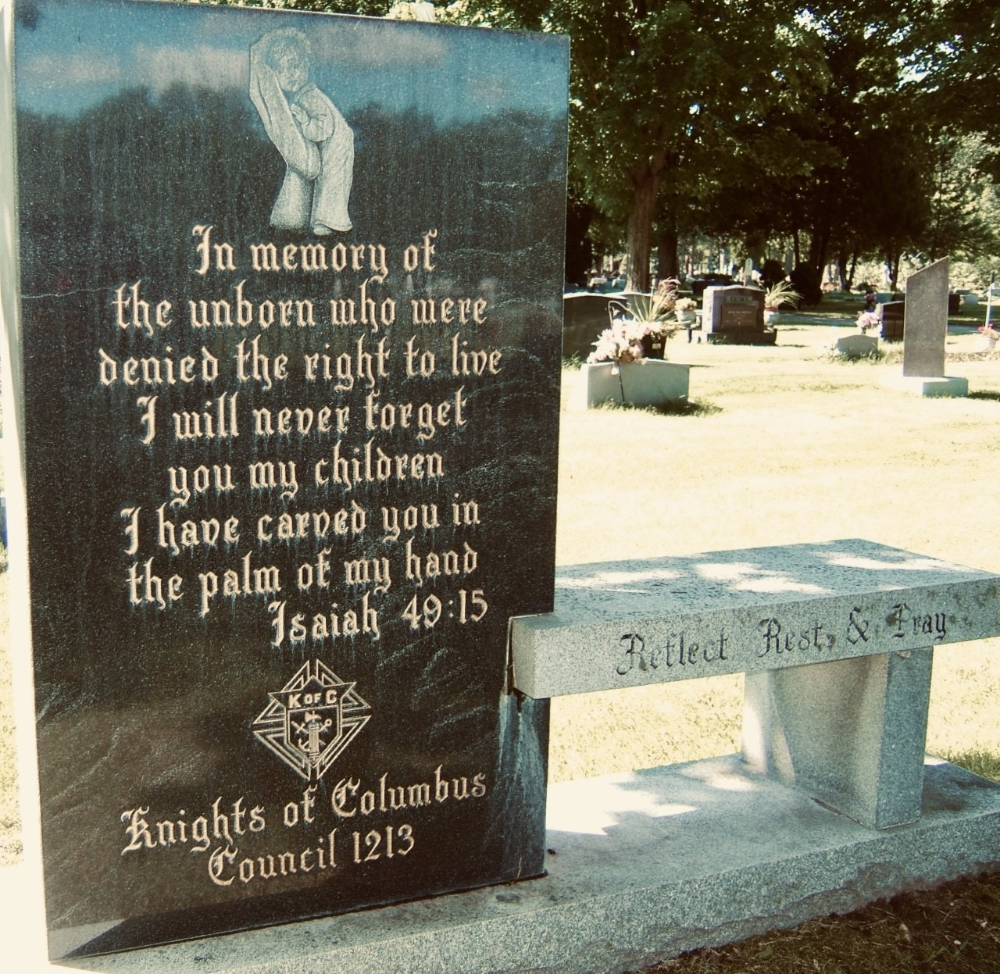 In memory of
the unborn who were
denied the right to live
I will never forget
you my children
I have carved you in
the palm of my hand
Isaiah 49:15
K OF C
Knights of Columbus
Council 1213
Reflect Rest & Pray